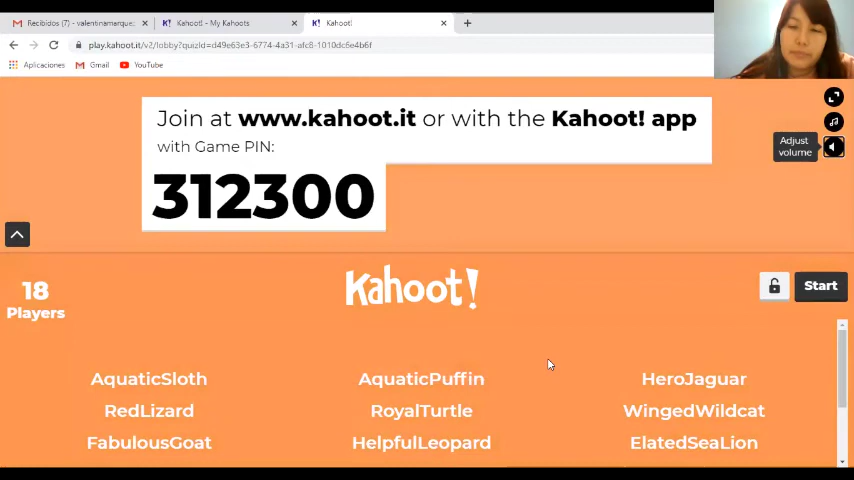 Recibidos (7) - valentinamarque:
Kahoot! - My Kahoots
Kahoot!
play.kahoot.it/v2/lobby?quizId=d49e63e3-6774-4a31-afc8-1010dc6e4b6f
Aplicaciones Gmail YouTube
Join at www.kahoot.it or with the Kahoot! app
with Game PIN:
312300
Adjust
volume
18
Players
Kahoot!
Start
AquaticSloth AquaticPuffin HeroJaguar
RedLizard RoyalTurtle WingedWildcat
FabulousGoat HelpfulLeopard ElatedSeaLion